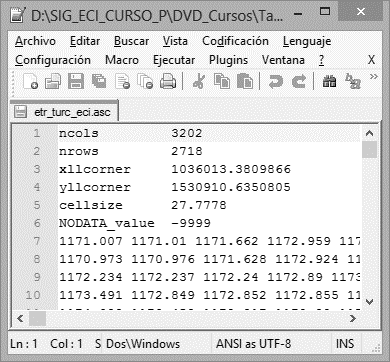 D:\SIG_ECI_CURSO_P\DVD_Cursos\Ta...
Archivo Editar Buscar Vista Codificación Lenguaje
Configuración Macro Ejecutar Plugins Ventana ? X
etr_turc_eci.asc
1 ncols 3202
2 nrows 2718
3 xllcorner 1036013.3809866
4 yllcorner 1530910.6350805
5 cellsize 27.7778
6 NODATA_value -9999
7 1171.007 1171.01 1171.662 1172.959 117
8 1170.973 1170.976 1171.628 1172.924 11
9 1172.234 1172.237 1172.24 1172.89 1173
10 1173.491 1172.849 1172.852 1172.855 11
Ln : 1 Col : 1 S Dos\Windows ANSI as UTF-8 INS